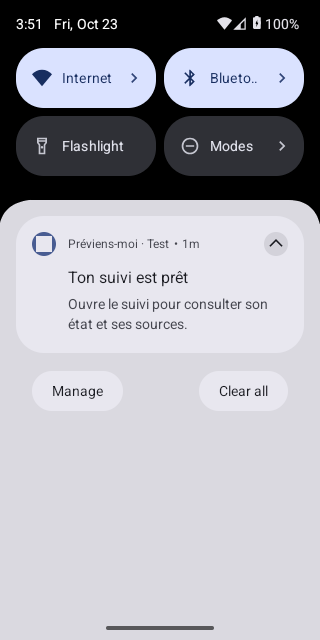 3:51 Fri, Oct 23 100%
Internet
Blueto..
Flashlight
Modes
Préviens-moi · Test • 1m
Ton suivi est prêt
Ouvre le suivi pour consulter son
état et ses sources.
Manage
Clear all